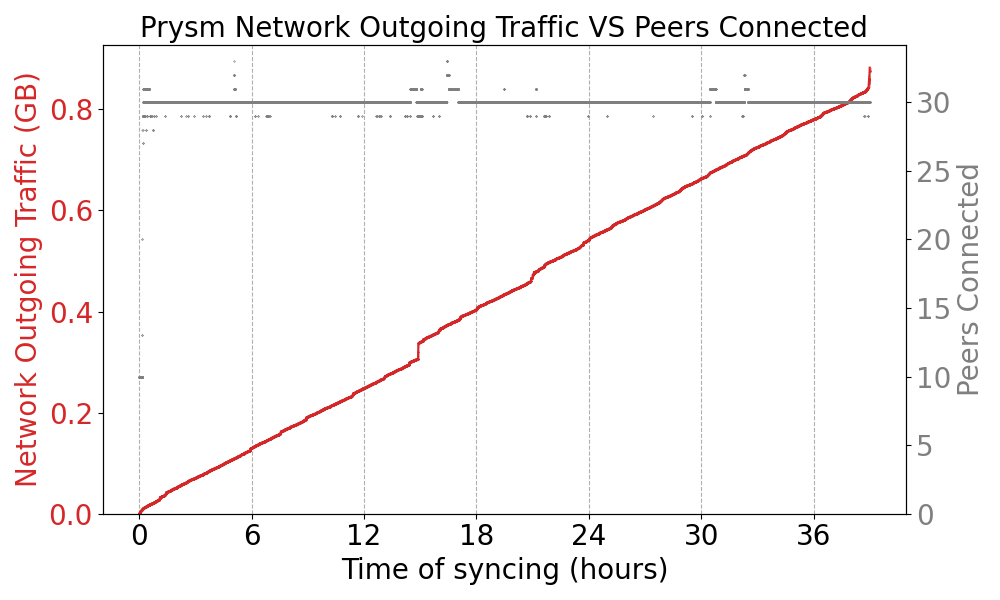 Prysm Network Outgoing Traffic VS Peers Connected
Network Outgoing Traffic (GB)
0.8
0.6
0.4
0.2
0.0
30
25
20
15
10
5
0
Peers Connected
0 6 12 18 24 30 36
Time of syncing (hours)